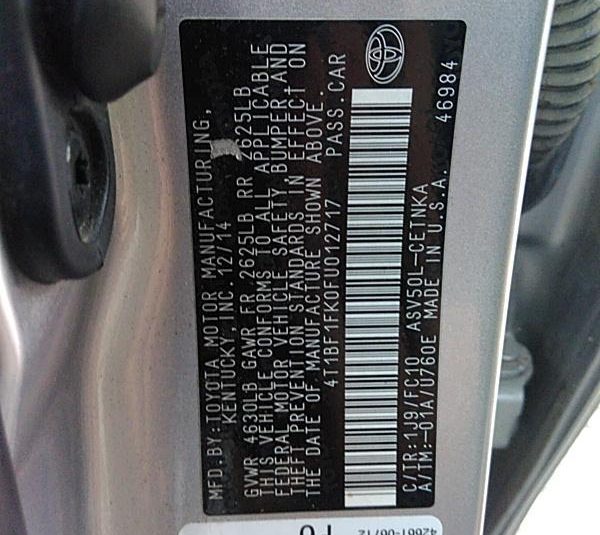 MFD.BY:TOYOTA MOTOR MANUFACTURING,
KENTUCKY,INC.12/14
GVWR 4630LB GAWR FR 2625LB RR 2625LB
THIS VEHICLE CONFORMS TO ALL APPLICABLE
FEDERAL MOTOR VEHICLE SAFETY, BUMPER,AND
THEFT PREVENTION STANDARDS IN EFFECT ON
THE DATE OF MANUFACTURE SHOWN ABOVE.
4T1BF1FK0FU012717 PASS.CAR
C/TR:1J9/FC10 ASV50L-CETNKA
A/TM:-01A/U760E MADE IN U.S.A. 46984